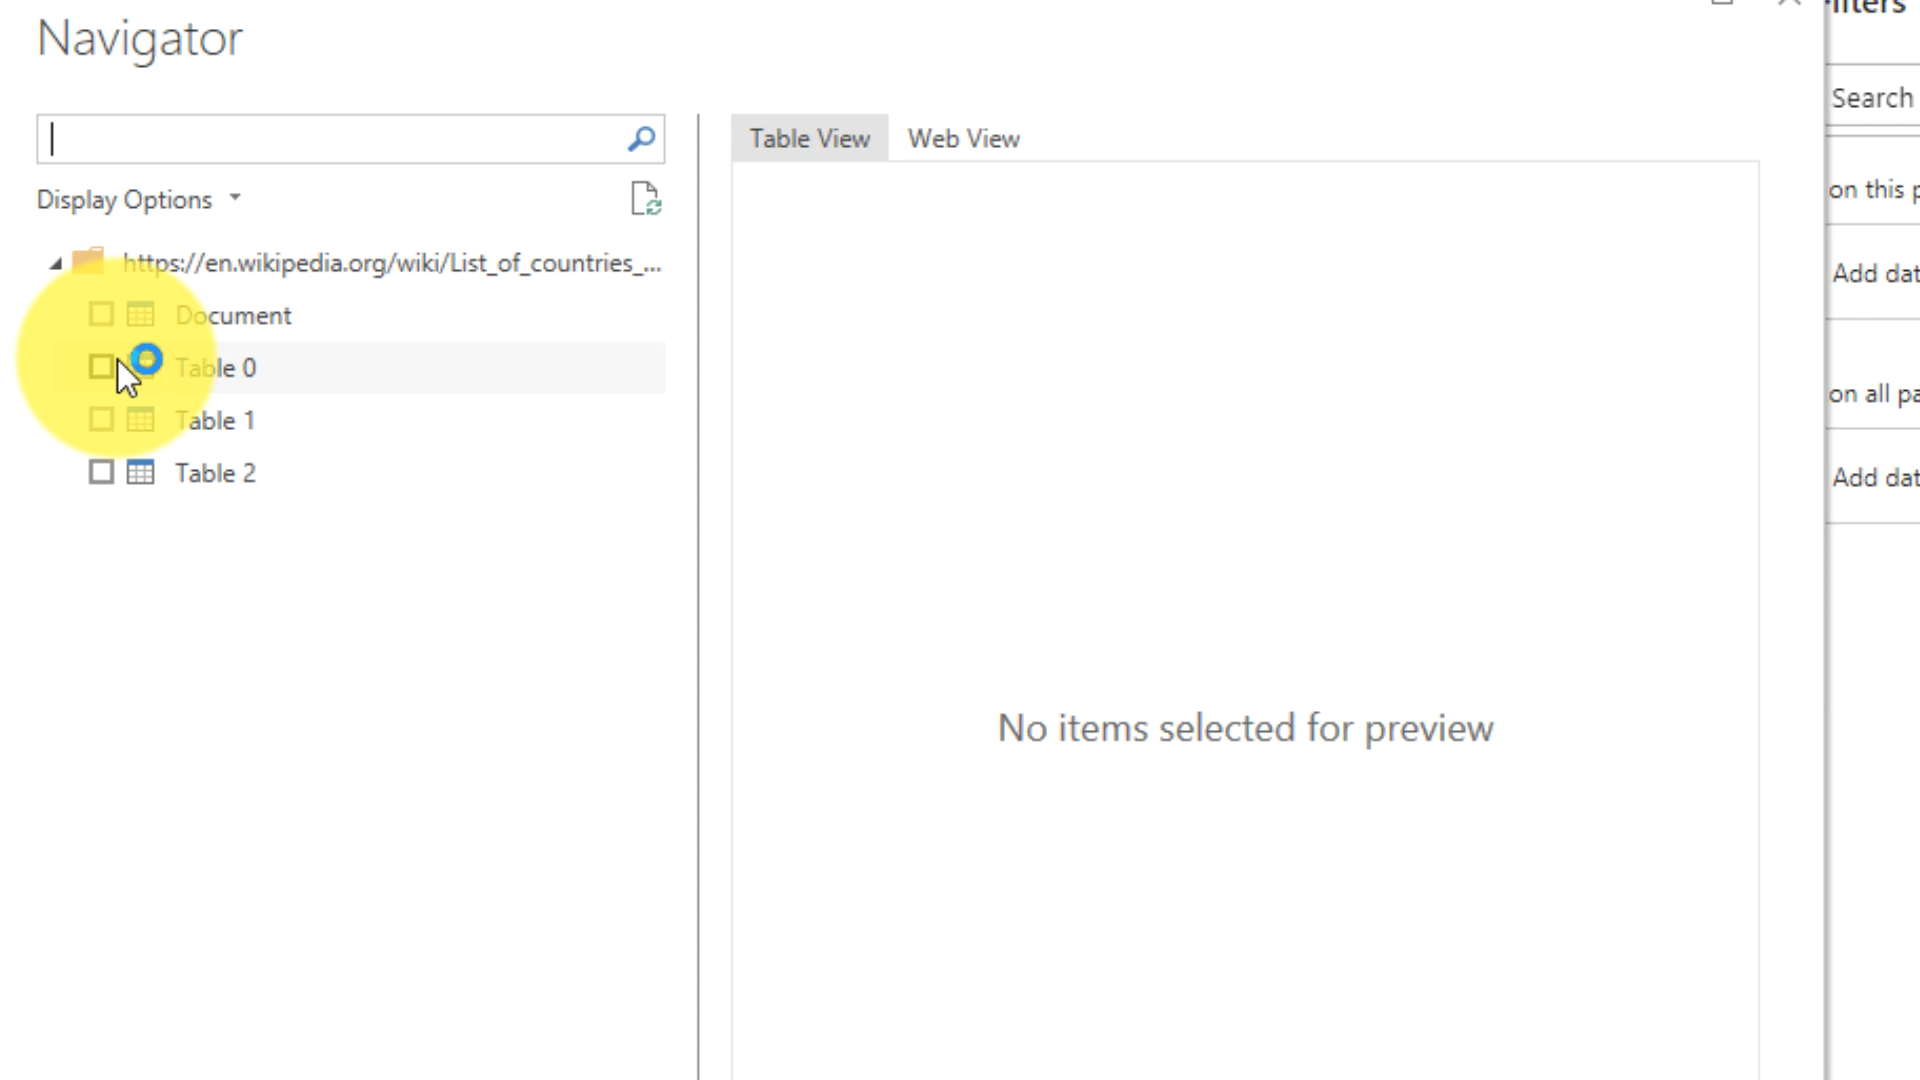 Navigator
Display Options
https://en.wikipedia.org/wiki/List_of_countries_...
Document
Table 0
Table 1
Table 2
Table View
Web View
No items selected for preview
Search
on this
Add dat
on all pa
Add dat